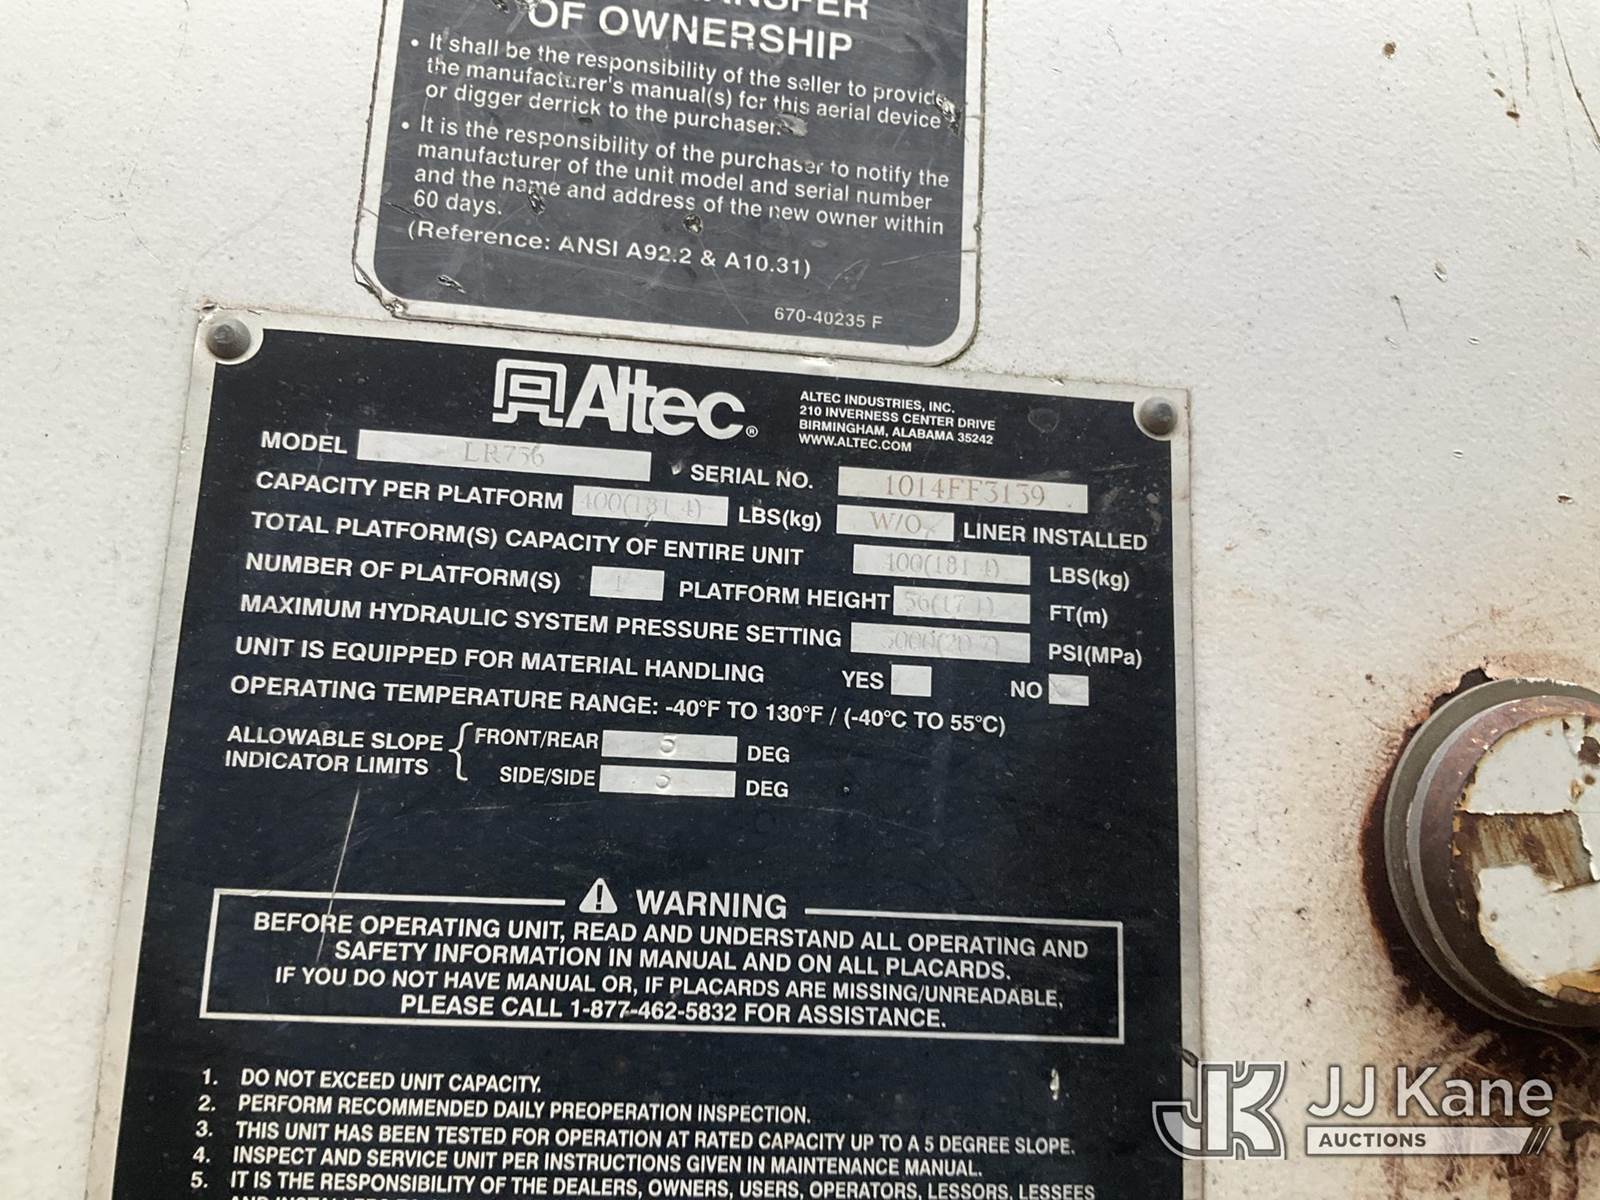 OF OWNERSHIP
• It shall be the responsibility of the seller to provide
the manufacturer's manual(s) for this aerial device
or digger derrick to the purchaser.
• It is the responsibility of the purchaser to notify the
manufacturer of the unit model and serial number
and the name and address of the new owner within
60 days.
(Reference: ANSI A92.2 & A10.31)
670-40235 F
Altec®
ALTEC INDUSTRIES, INC.
210 INVERNESS CENTER DRIVE
BIRMINGHAM, ALABAMA 35242
WWW.ALTEC.COM
MODEL LR756 SERIAL NO. 1014FF3139
CAPACITY PER PLATFORM 400(181.4) LBS(kg) W/O LINER INSTALLED
TOTAL PLATFORM(S) CAPACITY OF ENTIRE UNIT 400(181.4) LBS(kg)
NUMBER OF PLATFORM(S) 1 PLATFORM HEIGHT 56(17.1) FT(m)
MAXIMUM HYDRAULIC SYSTEM PRESSURE SETTING 3000(20.7) PSI(MPa)
UNIT IS EQUIPPED FOR MATERIAL HANDLING YES NO
OPERATING TEMPERATURE RANGE: -40°F TO 130°F / (-40°C TO 55°C)
ALLOWABLE SLOPE
INDICATOR LIMITS
FRONT/REAR 5 DEG
SIDE/SIDE 5 DEG
WARNING
BEFORE OPERATING UNIT, READ AND UNDERSTAND ALL OPERATING AND
SAFETY INFORMATION IN MANUAL AND ON ALL PLACARDS.
IF YOU DO NOT HAVE MANUAL OR, IF PLACARDS ARE MISSING/UNREADABLE,
PLEASE CALL 1-877-462-5832 FOR ASSISTANCE.
1. DO NOT EXCEED UNIT CAPACITY.
2. PERFORM RECOMMENDED DAILY PREOPERATION INSPECTION.
3. THIS UNIT HAS BEEN TESTED FOR OPERATION AT RATED CAPACITY UP TO A 5 DEGREE SLOPE.
4. INSPECT AND SERVICE UNIT PER INSTRUCTIONS GIVEN IN MAINTENANCE MANUAL.
5. IT IS THE RESPONSIBILITY OF THE DEALERS, OWNERS, USERS, OPERATORS, LESSORS, LESSEES
JK JJ Kane
AUCTIONS